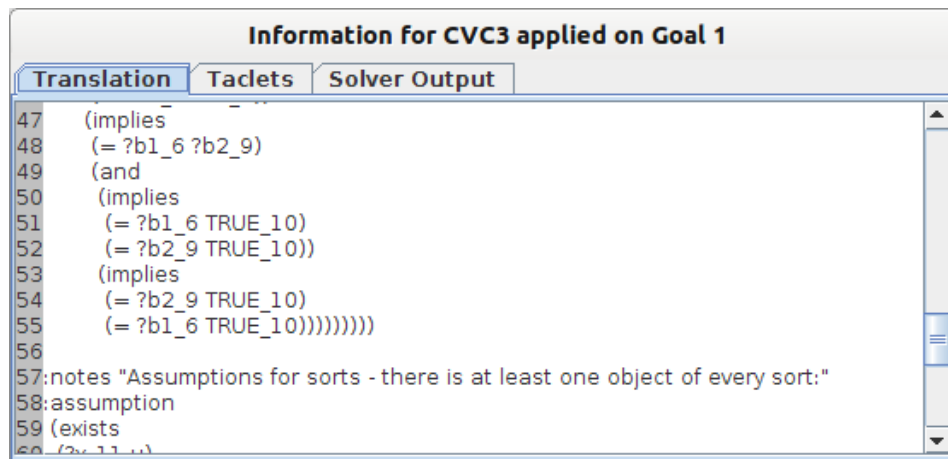 Information for CVC3 applied on Goal 1
Translation Taclets Solver Output
47 (implies
48 (= ?b1_6 ?b2_9)
49 (and
50 (implies
51 (= ?b1_6 TRUE_10)
52 (= ?b2_9 TRUE_10))
53 (implies
54 (= ?b2_9 TRUE_10)
55 (= ?b1_6 TRUE_10)))))))))
56
57 :notes "Assumptions for sorts - there is at least one object of every sort:"
58 :assumption
59 (exists
60 (?x_11 u)